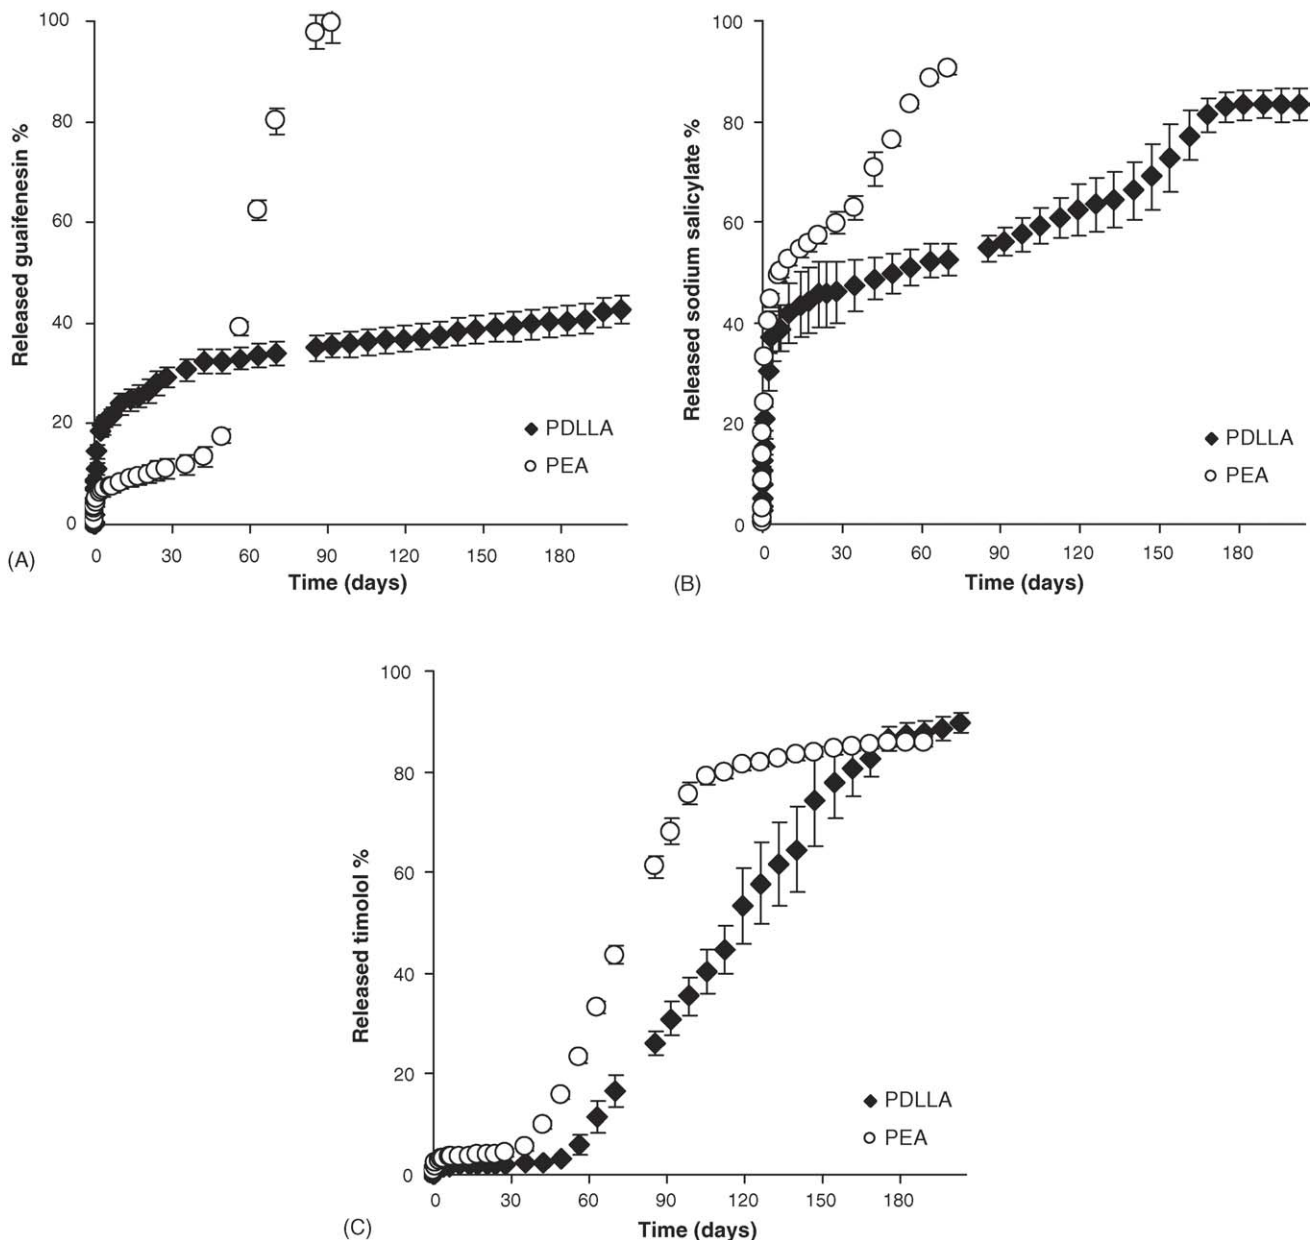 100
80
60
40
20
0
Released guaifenesin %
PDLLA
PEA
0 30 60 90 120 150 180
Time (days)
(A)
100
80
60
40
20
0
Released sodium salicylate %
PDLLA
PEA
0 30 60 90 120 150 180
Time (days)
(B)
100
80
60
40
20
0
Released timolol %
PDLLA
PEA
0 30 60 90 120 150 180
Time (days)
(C)